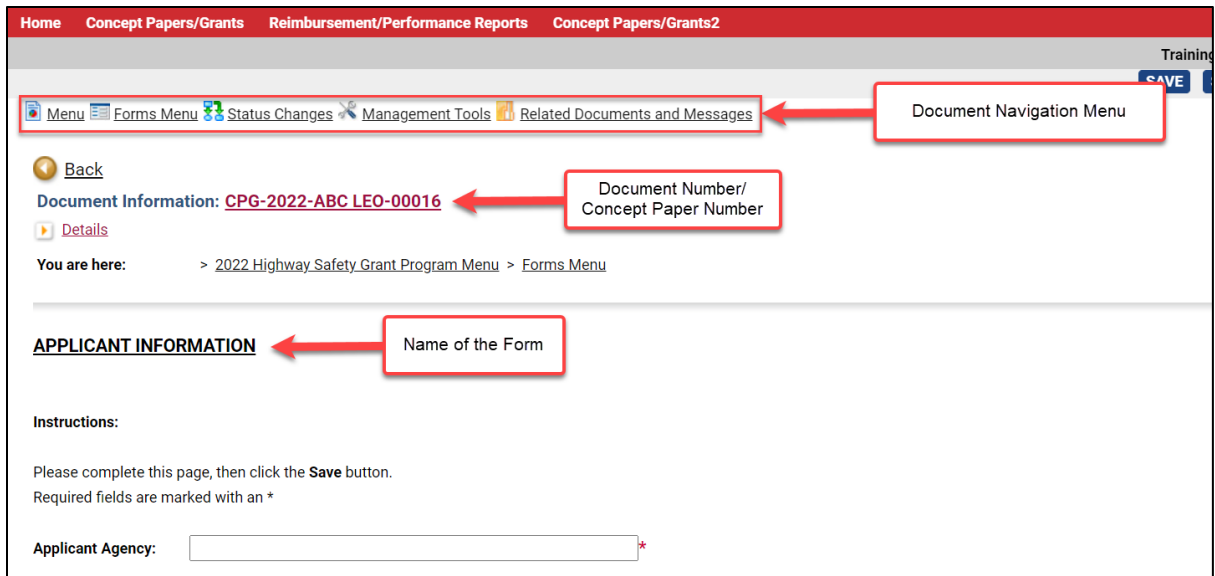 Home Concept Papers/Grants Reimbursement/Performance Reports Concept Papers/Grants2
Training
SAVE
Menu Forms Menu Status Changes Management Tools Related Documents and Messages
Document Navigation Menu
Back
Document Information: CPG-2022-ABC LEO-00016
Document Number/
Concept Paper Number
Details
You are here: > 2022 Highway Safety Grant Program Menu > Forms Menu
APPLICANT INFORMATION
Name of the Form
Instructions:
Please complete this page, then click the Save button.
Required fields are marked with an *
Applicant Agency: *